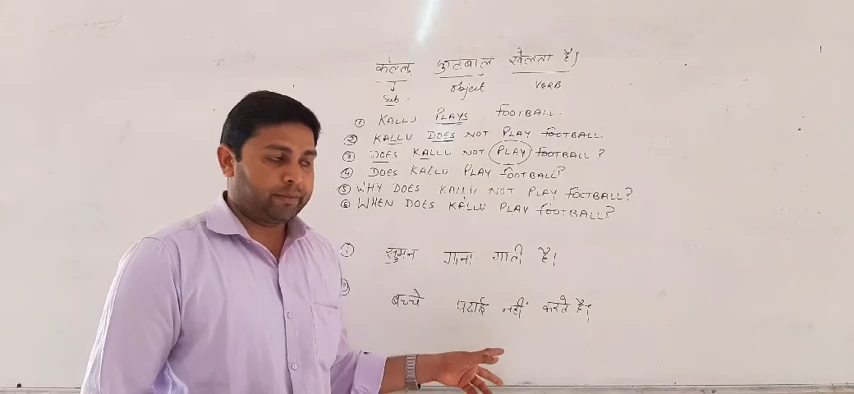 कल्लू फुटबाल खेलता है।
Sub. Object VERB
① KALLU PLAYS FOOTBALL.
② KALLU DOES NOT PLAY FOOTBALL.
③ DOES KALLU NOT PLAY FOOTBALL ?
④ DOES KALLU PLAY FOOTBALL?
⑤ WHY DOES KALLU NOT PLAY FOOTBALL?
⑥ WHEN DOES KALLU PLAY FOOTBALL?
① सुमन गाना गाती है।
② बच्चे पढाई नहीं करते है।